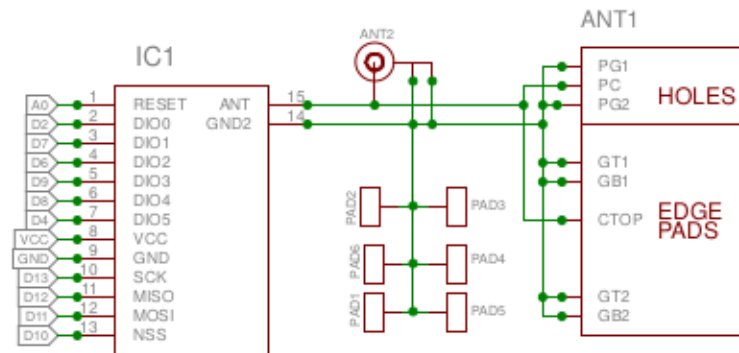 ANT1
ANT2
IC1
A0 1 RESET ANT 15
D2 2 DIO0 GND2 14
D7 3 DIO1
D6 4 DIO2
D9 5 DIO3
D8 6 DIO4
D4 7 DIO5
VCC 8 VCC
GND 9 GND
D13 10 SCK
D12 11 MISO
D11 12 MOSI
D10 13 NSS
PAD2 PAD3
PAD6 PAD4
PAD1 PAD5
PG1
PC
PG2
HOLES
GT1
GB1
CTOP
EDGE
PADS
GT2
GB2